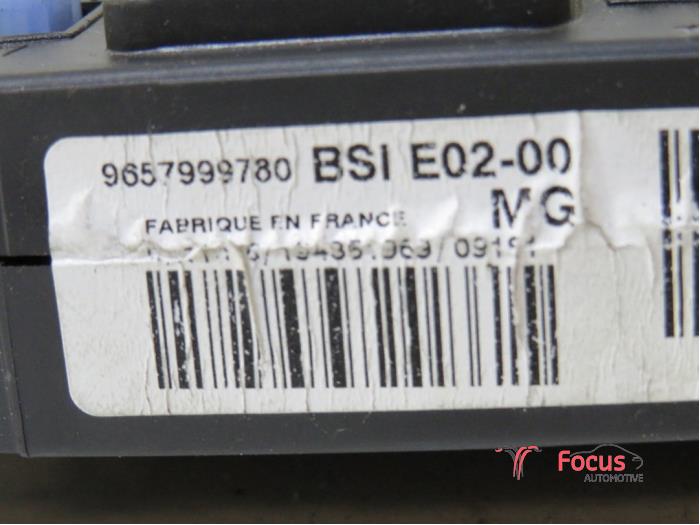 9657999780 BSI E02-00
MG
FABRIQUE EN FRANCE
Focus
AUTOMOTIVE